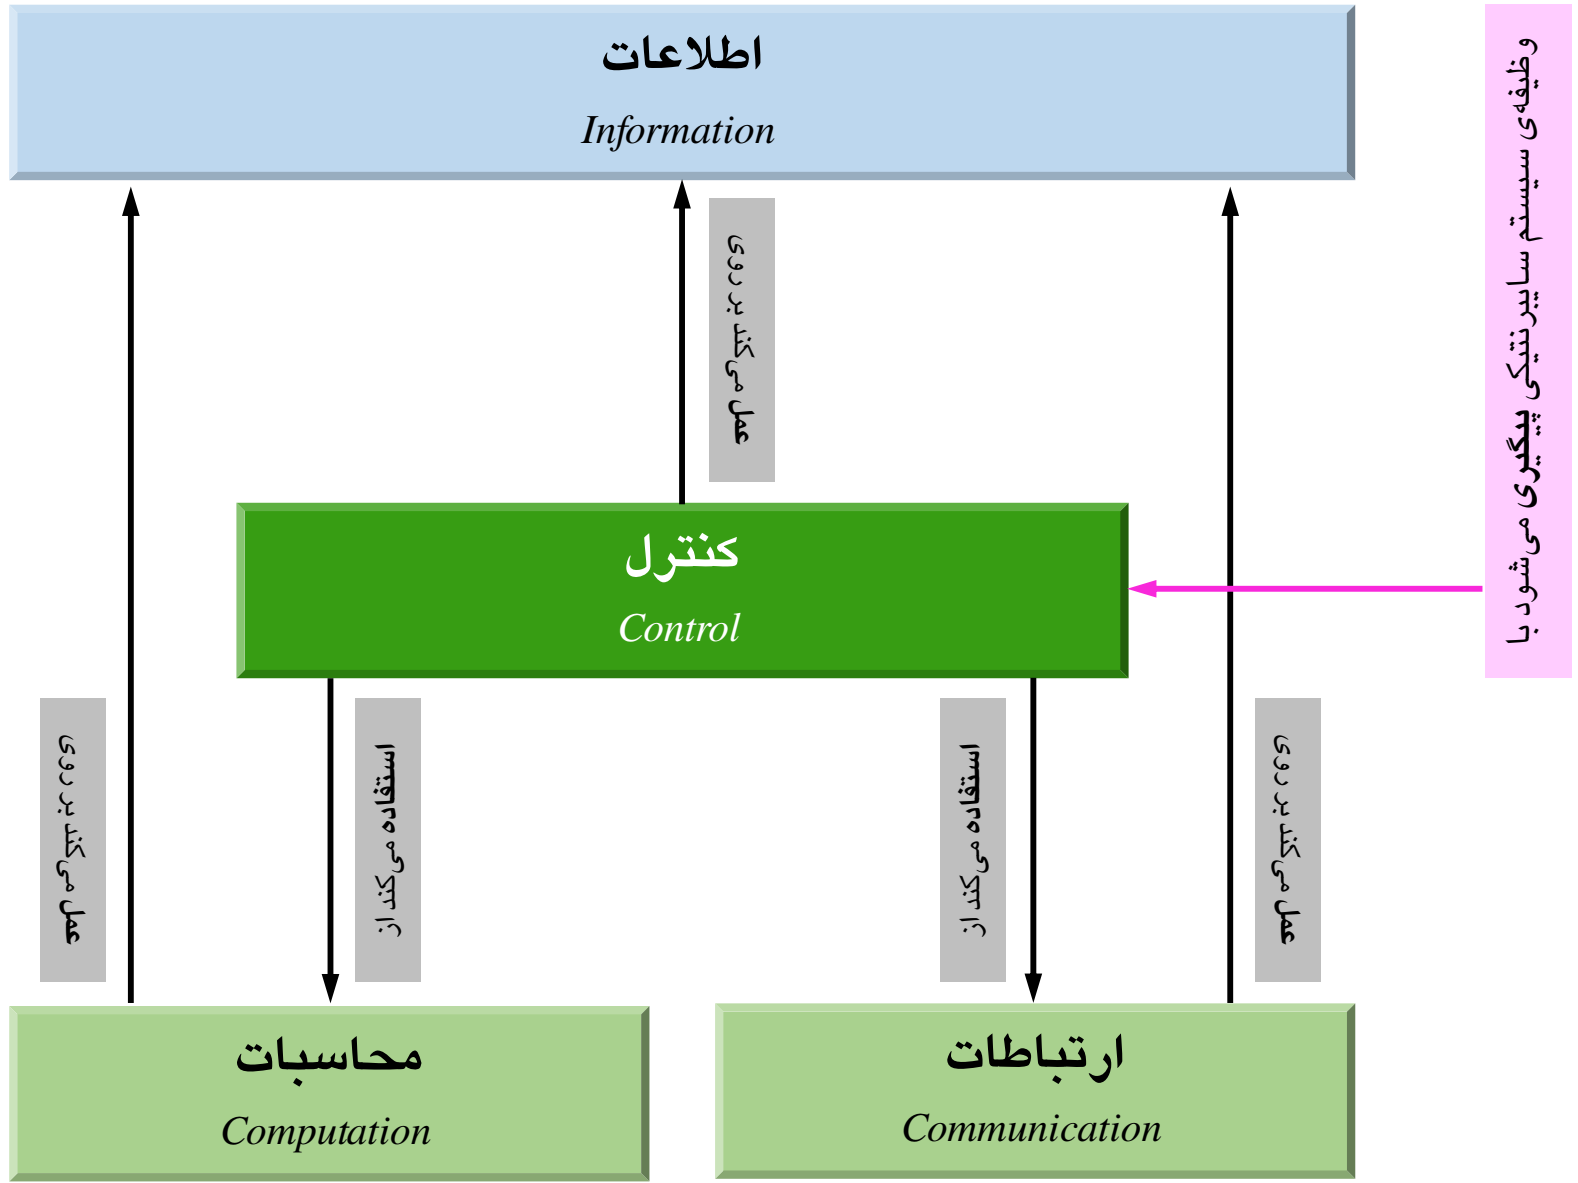 اطلاعات
Information
وظیفه‌ی سیستم سایبرنتیکی پیگیری می‌شود با
عمل می‌کند بر روی
کنترل
Control
عمل می‌کند بر روی
استفاده می‌کند از
استفاده می‌کند از
عمل می‌کند بر روی
محاسبات
Computation
ارتباطات
Communication